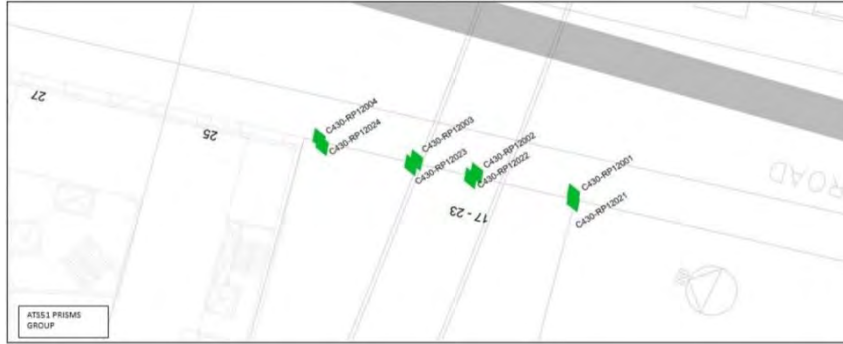 27
25
C430-RP12004
C430-RP12024
C430-RP12003
C430-RP12023
C430-RP12002
C430-RP12022
17 - 23
C430-RP12001
C430-RP12021
ROAD
ATSS1 PRISMS
GROUP